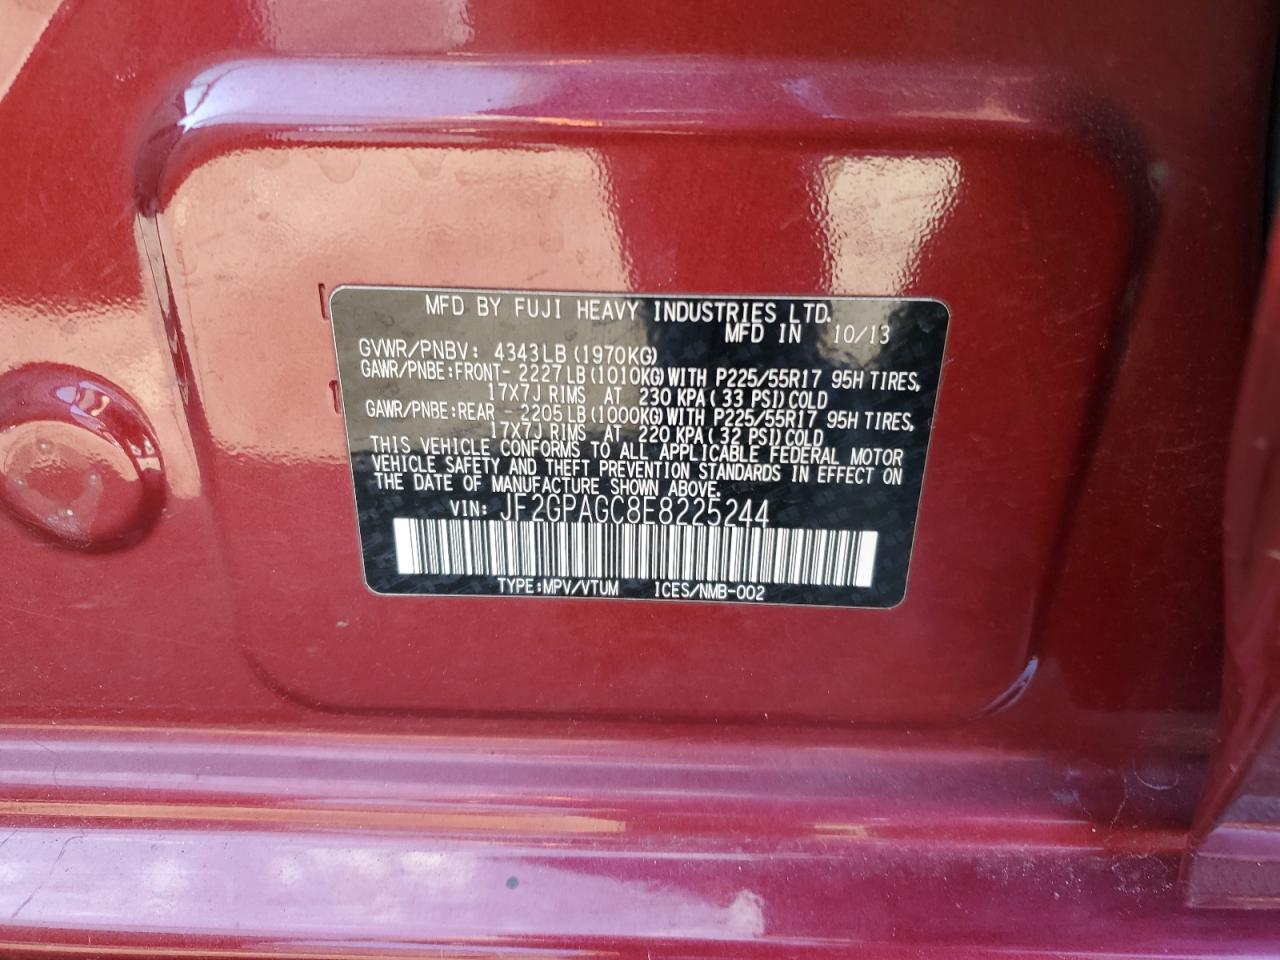 MFD BY FUJI HEAVY INDUSTRIES LTD.
MFD IN 10/13
GVWR/PNBV: 4343LB (1970KG)
GAWR/PNBE:FRONT- 2227LB (1010KG) WITH P225/55R17 95H TIRES,
17X7J RIMS AT 230 KPA( 33 PSI) COLD
GAWR/PNBE:REAR - 2205LB (1000KG) WITH P225/55R17 95H TIRES,
17X7J RIMS AT 220 KPA( 32 PSI) COLD
THIS VEHICLE CONFORMS TO ALL APPLICABLE FEDERAL MOTOR
VEHICLE SAFETY AND THEFT PREVENTION STANDARDS IN EFFECT ON
THE DATE OF MANUFACTURE SHOWN ABOVE.
VIN: JF2GPAGC8E8225244
TYPE:MPV/VTUM ICES/NMB-002